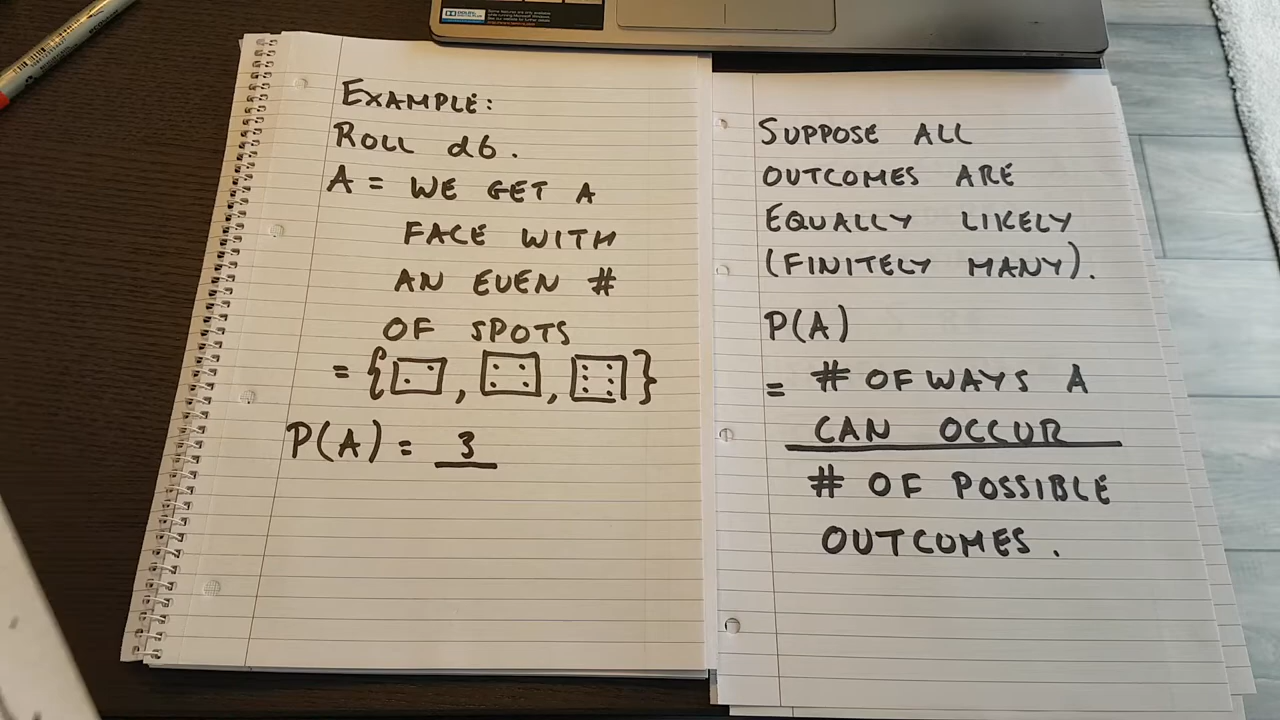 EXAMPLE:
ROLL d6.
A = WE GET A
FACE WITH
AN EVEN #
OF SPOTS
= {⚁, ⚃, ⚅}
P(A) = 3
SUPPOSE ALL
OUTCOMES ARE
EQUALLY LIKELY
(FINITELY MANY).
P(A)
= # OF WAYS A
CAN OCCUR
# OF POSSIBLE
OUTCOMES.